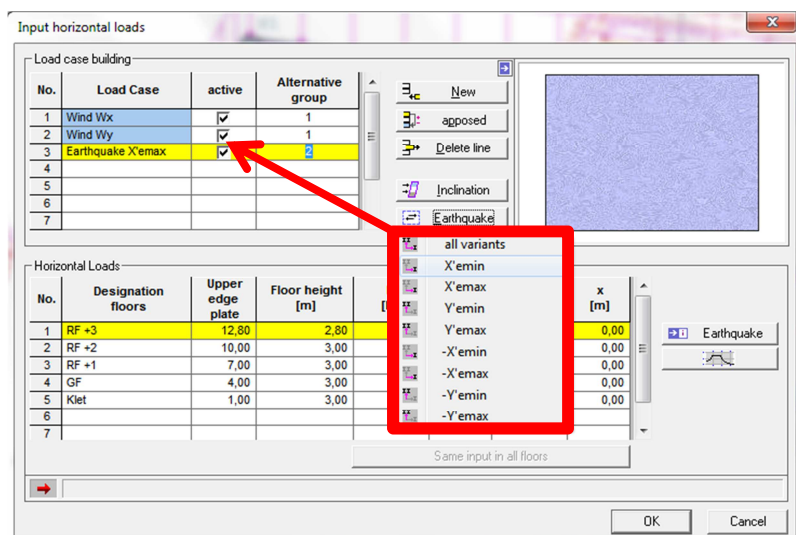 Input horizontal loads
Load case building
No. Load Case active Alternative group
1 Wind Wx 1
2 Wind Wy 1
3 Earthquake X'emax 2
4
5
6
7
New
apposed
Delete line
Inclination
Earthquake
all variants
X'emin
X'emax
Y'emin
Y'emax
-X'emin
-X'emax
-Y'emin
-Y'emax
Horizontal Loads
No. Designation floors Upper edge plate Floor height [m] x [m]
1 RF +3 12,80 2,80 0,00
2 RF +2 10,00 3,00 0,00
3 RF +1 7,00 3,00 0,00
4 GF 4,00 3,00 0,00
5 Klet 1,00 3,00 0,00
6
7
Earthquake
Same input in all floors
OK Cancel